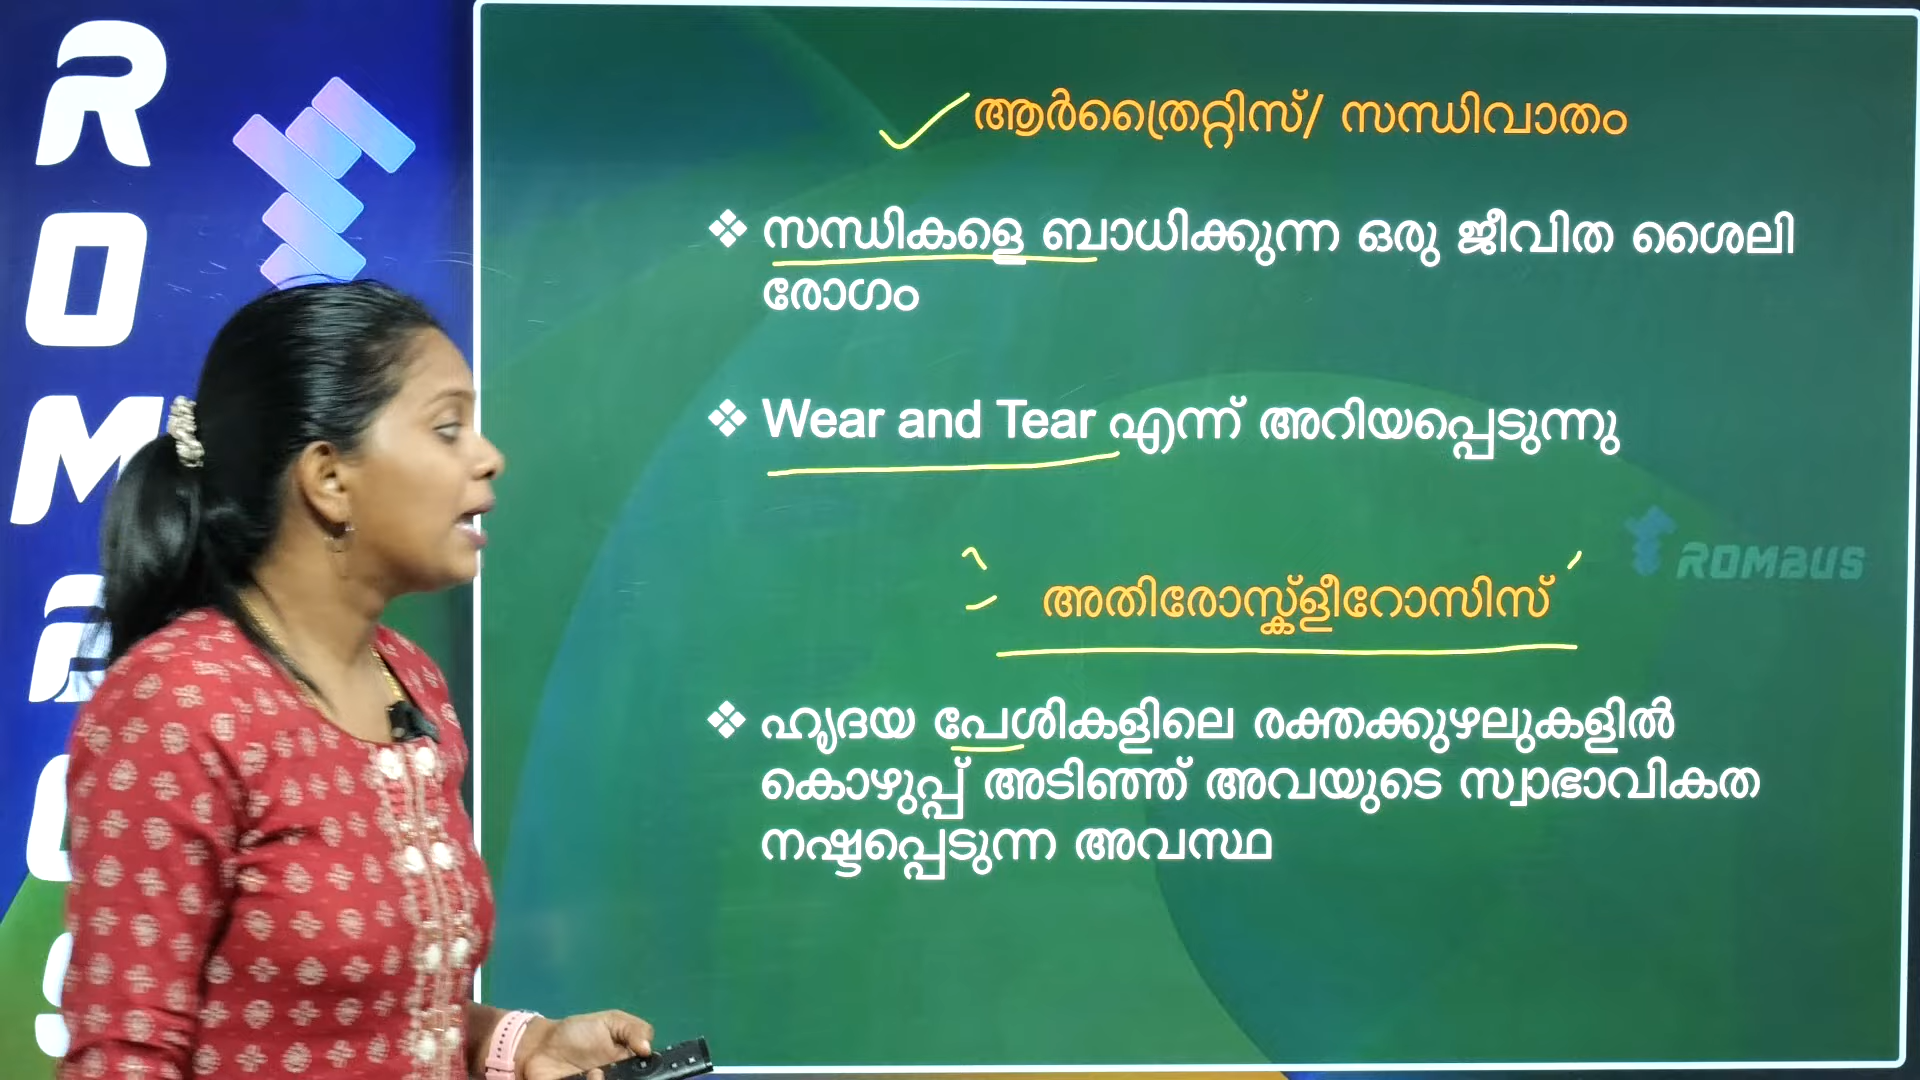 ROMBUS
ആർത്രൈറ്റിസ്/ സന്ധിവാതം
❖ സന്ധികളെ ബാധിക്കുന്ന ഒരു ജീവിത ശൈലി
രോഗം
❖ Wear and Tear എന്ന് അറിയപ്പെടുന്നു
ROMBUS
അതിരോസ്ക്ളീറോസിസ്
❖ ഹൃദയ പേശികളിലെ രക്തക്കുഴലുകളിൽ
കൊഴുപ്പ് അടിഞ്ഞ് അവയുടെ സ്വാഭാവികത
നഷ്ടപ്പെടുന്ന അവസ്ഥ